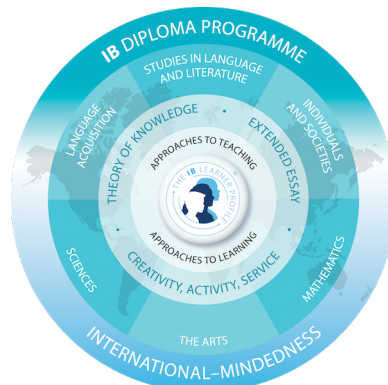 IB DIPLOMA PROGRAMME
STUDIES IN LANGUAGE
AND LITERATURE
LANGUAGE
ACQUISITION
INDIVIDUALS
AND SOCIETIES
THEORY OF KNOWLEDGE
•
EXTENDED ESSAY
APPROACHES TO TEACHING
THE IB LEARNER PROFILE
APPROACHES TO LEARNING
•
CREATIVITY, ACTIVITY, SERVICE
•
SCIENCES
MATHEMATICS
THE ARTS
INTERNATIONAL–MINDEDNESS